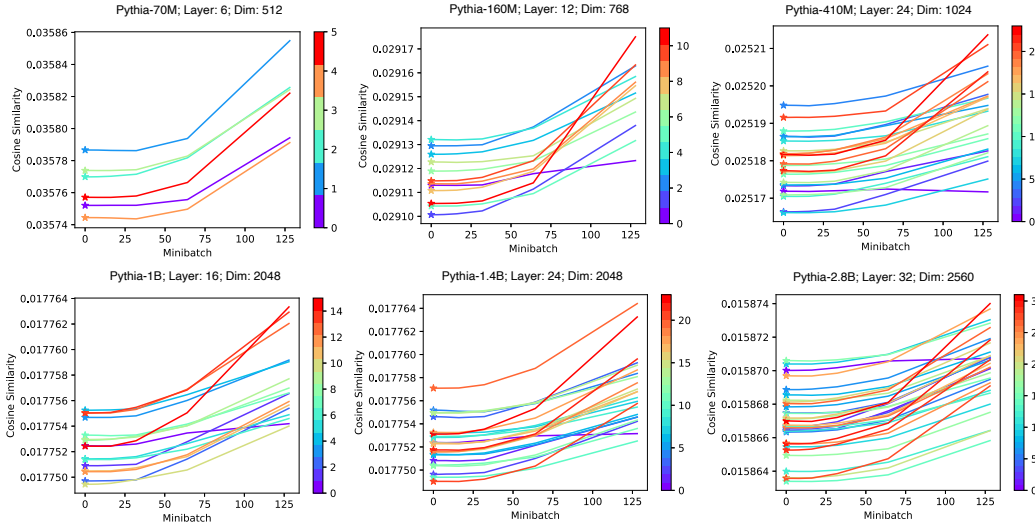 Pythia-70M; Layer: 6; Dim: 512
Cosine Similarity
0.03586
0.03584
0.03582
0.03580
0.03578
0.03576
0.03574
0 25 50 75 100 125
Minibatch
5
4
3
2
1
0
Pythia-160M; Layer: 12; Dim: 768
Cosine Similarity
0.02917
0.02916
0.02915
0.02914
0.02913
0.02912
0.02911
0.02910
0 25 50 75 100 125
Minibatch
10
8
6
4
2
0
Pythia-410M; Layer: 24; Dim: 1024
Cosine Similarity
0.02521
0.02520
0.02519
0.02518
0.02517
0 25 50 75 100 125
Minibatch
5
0
Pythia-1B; Layer: 16; Dim: 2048
Cosine Similarity
0.017764
0.017762
0.017760
0.017758
0.017756
0.017754
0.017752
0.017750
0 25 50 75 100 125
Minibatch
14
12
10
8
6
4
2
0
Pythia-1.4B; Layer: 24; Dim: 2048
Cosine Similarity
0.017764
0.017762
0.017760
0.017758
0.017756
0.017754
0.017752
0.017750
0 25 50 75 100 125
Minibatch
20
15
10
5
0
Pythia-2.8B; Layer: 32; Dim: 2560
Cosine Similarity
0.015874
0.015872
0.015870
0.015868
0.015866
0.015864
0 25 50 75 100 125
Minibatch
5
0